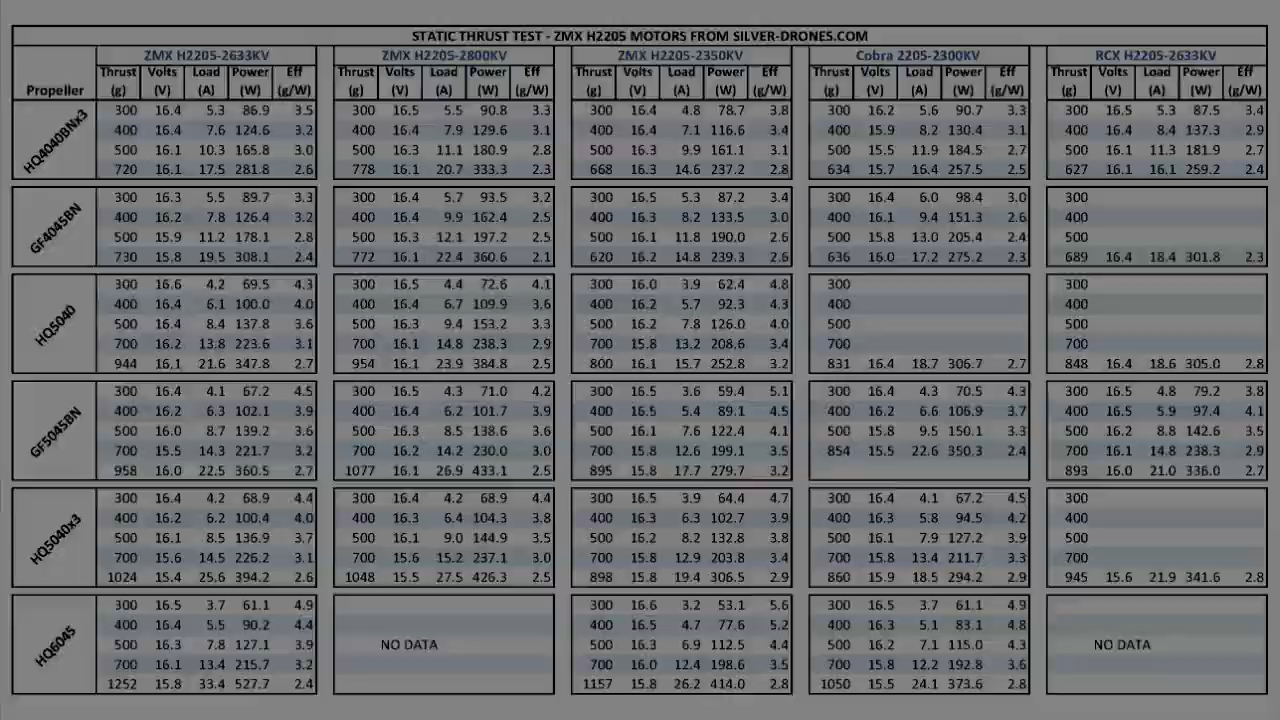 STATIC THRUST TEST - ZMX H2205 MOTORS FROM SILVER-DRONES.COM
ZMX H2205-2633KV ZMX H2205-2800KV ZMX H2205-2350KV Cobra 2205-2300KV RCX H2205-2633KV
Thrust Volts Load Power Eff Thrust Volts Load Power Eff Thrust Volts Load Power Eff Thrust Volts Load Power Eff Thrust Volts Load Power Eff
Propeller (g) (V) (A) (W) (g/W) (g) (V) (A) (W) (g/W) (g) (V) (A) (W) (g/W) (g) (V) (A) (W) (g/W) (g) (V) (A) (W) (g/W)
HQ4040BNx3
300 16.4 5.3 86.9 3.5 300 16.5 5.5 90.8 3.3 300 16.4 4.8 78.7 3.8 300 16.2 5.6 90.7 3.3 300 16.5 5.3 87.5 3.4
400 16.4 7.6 124.6 3.2 400 16.4 7.9 129.6 3.1 400 16.4 7.1 116.6 3.4 400 15.9 8.2 130.4 3.1 400 16.4 8.4 137.3 2.9
500 16.1 10.3 165.8 3.0 500 16.3 11.1 180.9 2.8 500 16.3 9.9 161.1 3.1 500 15.5 11.9 184.5 2.7 500 16.1 11.3 181.9 2.7
720 16.1 17.5 281.8 2.6 778 16.1 20.7 333.3 2.3 668 16.3 14.6 237.2 2.8 634 15.7 16.4 257.5 2.5 627 16.1 16.1 259.2 2.4
GF4045BN
300 16.3 5.5 89.7 3.3 300 16.4 5.7 93.5 3.2 300 16.5 5.3 87.2 3.4 300 16.4 6.0 98.4 3.0 300
400 16.2 7.8 126.4 3.2 400 16.4 9.9 162.4 2.5 400 16.3 8.2 133.5 3.0 400 16.1 9.4 151.3 2.6 400
500 15.9 11.2 178.1 2.8 500 16.3 12.1 197.2 2.5 500 16.1 11.8 190.0 2.6 500 15.8 13.0 205.4 2.4 500
730 15.8 19.5 308.1 2.4 772 16.1 22.4 360.6 2.1 620 16.2 14.8 239.3 2.6 636 16.0 17.2 275.2 2.3 689 16.4 18.4 301.8 2.3
HQ5040
300 16.6 4.2 69.5 4.3 300 16.5 4.4 72.6 4.1 300 16.0 3.9 62.4 4.8 300 300
400 16.4 6.1 100.0 4.0 400 16.4 6.7 109.9 3.6 400 16.2 5.7 92.3 4.3 400 400
500 16.4 8.4 137.8 3.6 500 16.3 9.4 153.2 3.3 500 16.2 7.8 126.0 4.0 500 500
700 16.2 13.8 223.6 3.1 700 16.1 14.8 238.3 2.9 700 15.8 13.2 208.6 3.4 700 700
944 16.1 21.6 347.8 2.7 954 16.1 23.9 384.8 2.5 800 16.1 15.7 252.8 3.2 831 16.4 18.7 306.7 2.7 848 16.4 18.6 305.0 2.8
GF5045BN
300 16.4 4.1 67.2 4.5 300 16.5 4.3 71.0 4.2 300 16.5 3.6 59.4 5.1 300 16.4 4.3 70.5 4.3 300 16.5 4.8 79.2 3.8
400 16.2 6.3 102.1 3.9 400 16.4 6.2 101.7 3.9 400 16.5 5.4 89.1 4.5 400 16.2 6.6 106.9 3.7 400 16.5 5.9 97.4 4.1
500 16.0 8.7 139.2 3.6 500 16.3 8.5 138.6 3.6 500 16.1 7.6 122.4 4.1 500 15.8 9.5 150.1 3.3 500 16.2 8.8 142.6 3.5
700 15.5 14.3 221.7 3.2 700 16.2 14.2 230.0 3.0 700 15.8 12.6 199.1 3.5 854 15.5 22.6 350.3 2.4 700 16.1 14.8 238.3 2.9
958 16.0 22.5 360.5 2.7 1077 16.1 26.9 433.1 2.5 895 15.8 17.7 279.7 3.2 893 16.0 21.0 336.0 2.7
HQ5040x3
300 16.4 4.2 68.9 4.4 300 16.4 4.2 68.9 4.4 300 16.5 3.9 64.4 4.7 300 16.4 4.1 67.2 4.5 300
400 16.2 6.2 100.4 4.0 400 16.3 6.4 104.3 3.8 400 16.3 6.3 102.7 3.9 400 16.3 5.8 94.5 4.2 400
500 16.1 8.5 136.9 3.7 500 16.1 9.0 144.9 3.5 500 16.2 8.2 132.8 3.8 500 16.1 7.9 127.2 3.9 500
700 15.6 14.5 226.2 3.1 700 15.6 15.2 237.1 3.0 700 15.8 12.9 203.8 3.4 700 15.8 13.4 211.7 3.3 700
1024 15.4 25.6 394.2 2.6 1048 15.5 27.5 426.3 2.5 898 15.8 19.4 306.5 2.9 860 15.9 18.5 294.2 2.9 945 15.6 21.9 341.6 2.8
HQ6045
300 16.5 3.7 61.1 4.9 300 16.6 3.2 53.1 5.6 300 16.5 3.7 61.1 4.9
400 16.4 5.5 90.2 4.4 400 16.5 4.7 77.6 5.2 400 16.3 5.1 83.1 4.8
500 16.3 7.8 127.1 3.9 NO DATA 500 16.3 6.9 112.5 4.4 500 16.2 7.1 115.0 4.3 NO DATA
700 16.1 13.4 215.7 3.2 700 16.0 12.4 198.6 3.5 700 15.8 12.2 192.8 3.6
1252 15.8 33.4 527.7 2.4 1157 15.8 26.2 414.0 2.8 1050 15.5 24.1 373.6 2.8